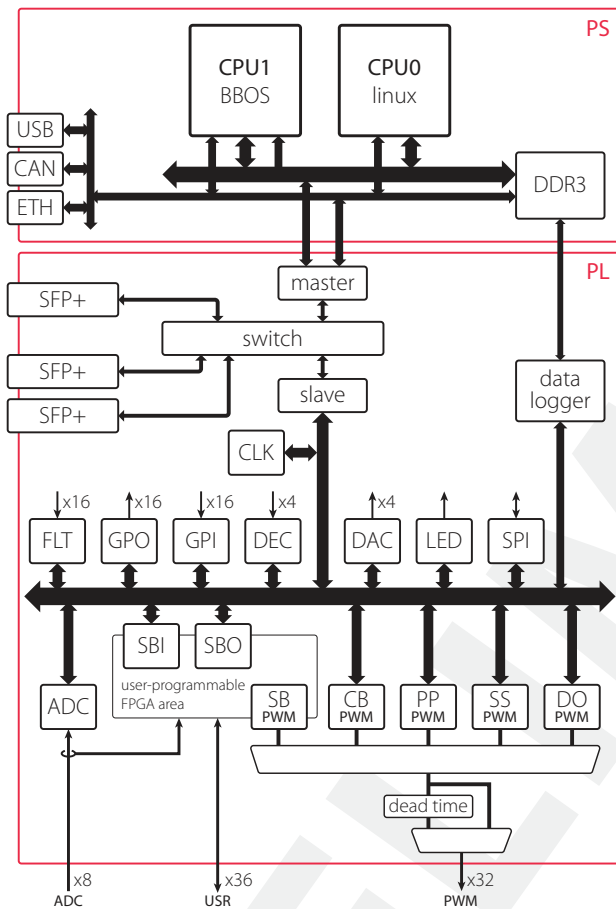 PS
CPU1
BBOS
CPU0
linux
USB
CAN
ETH
DDR3
PL
master
SFP+
switch
SFP+
slave
SFP+
data
logger
CLK
x16
x16
x16
x4
x4
FLT
GPO
GPI
DEC
DAC
LED
SPI
SBI
SBO
user-programmable
FPGA area
ADC
SB
PWM
CB
PWM
PP
PWM
SS
PWM
DO
PWM
dead time
x8
x36
x32
ADC
USR
PWM